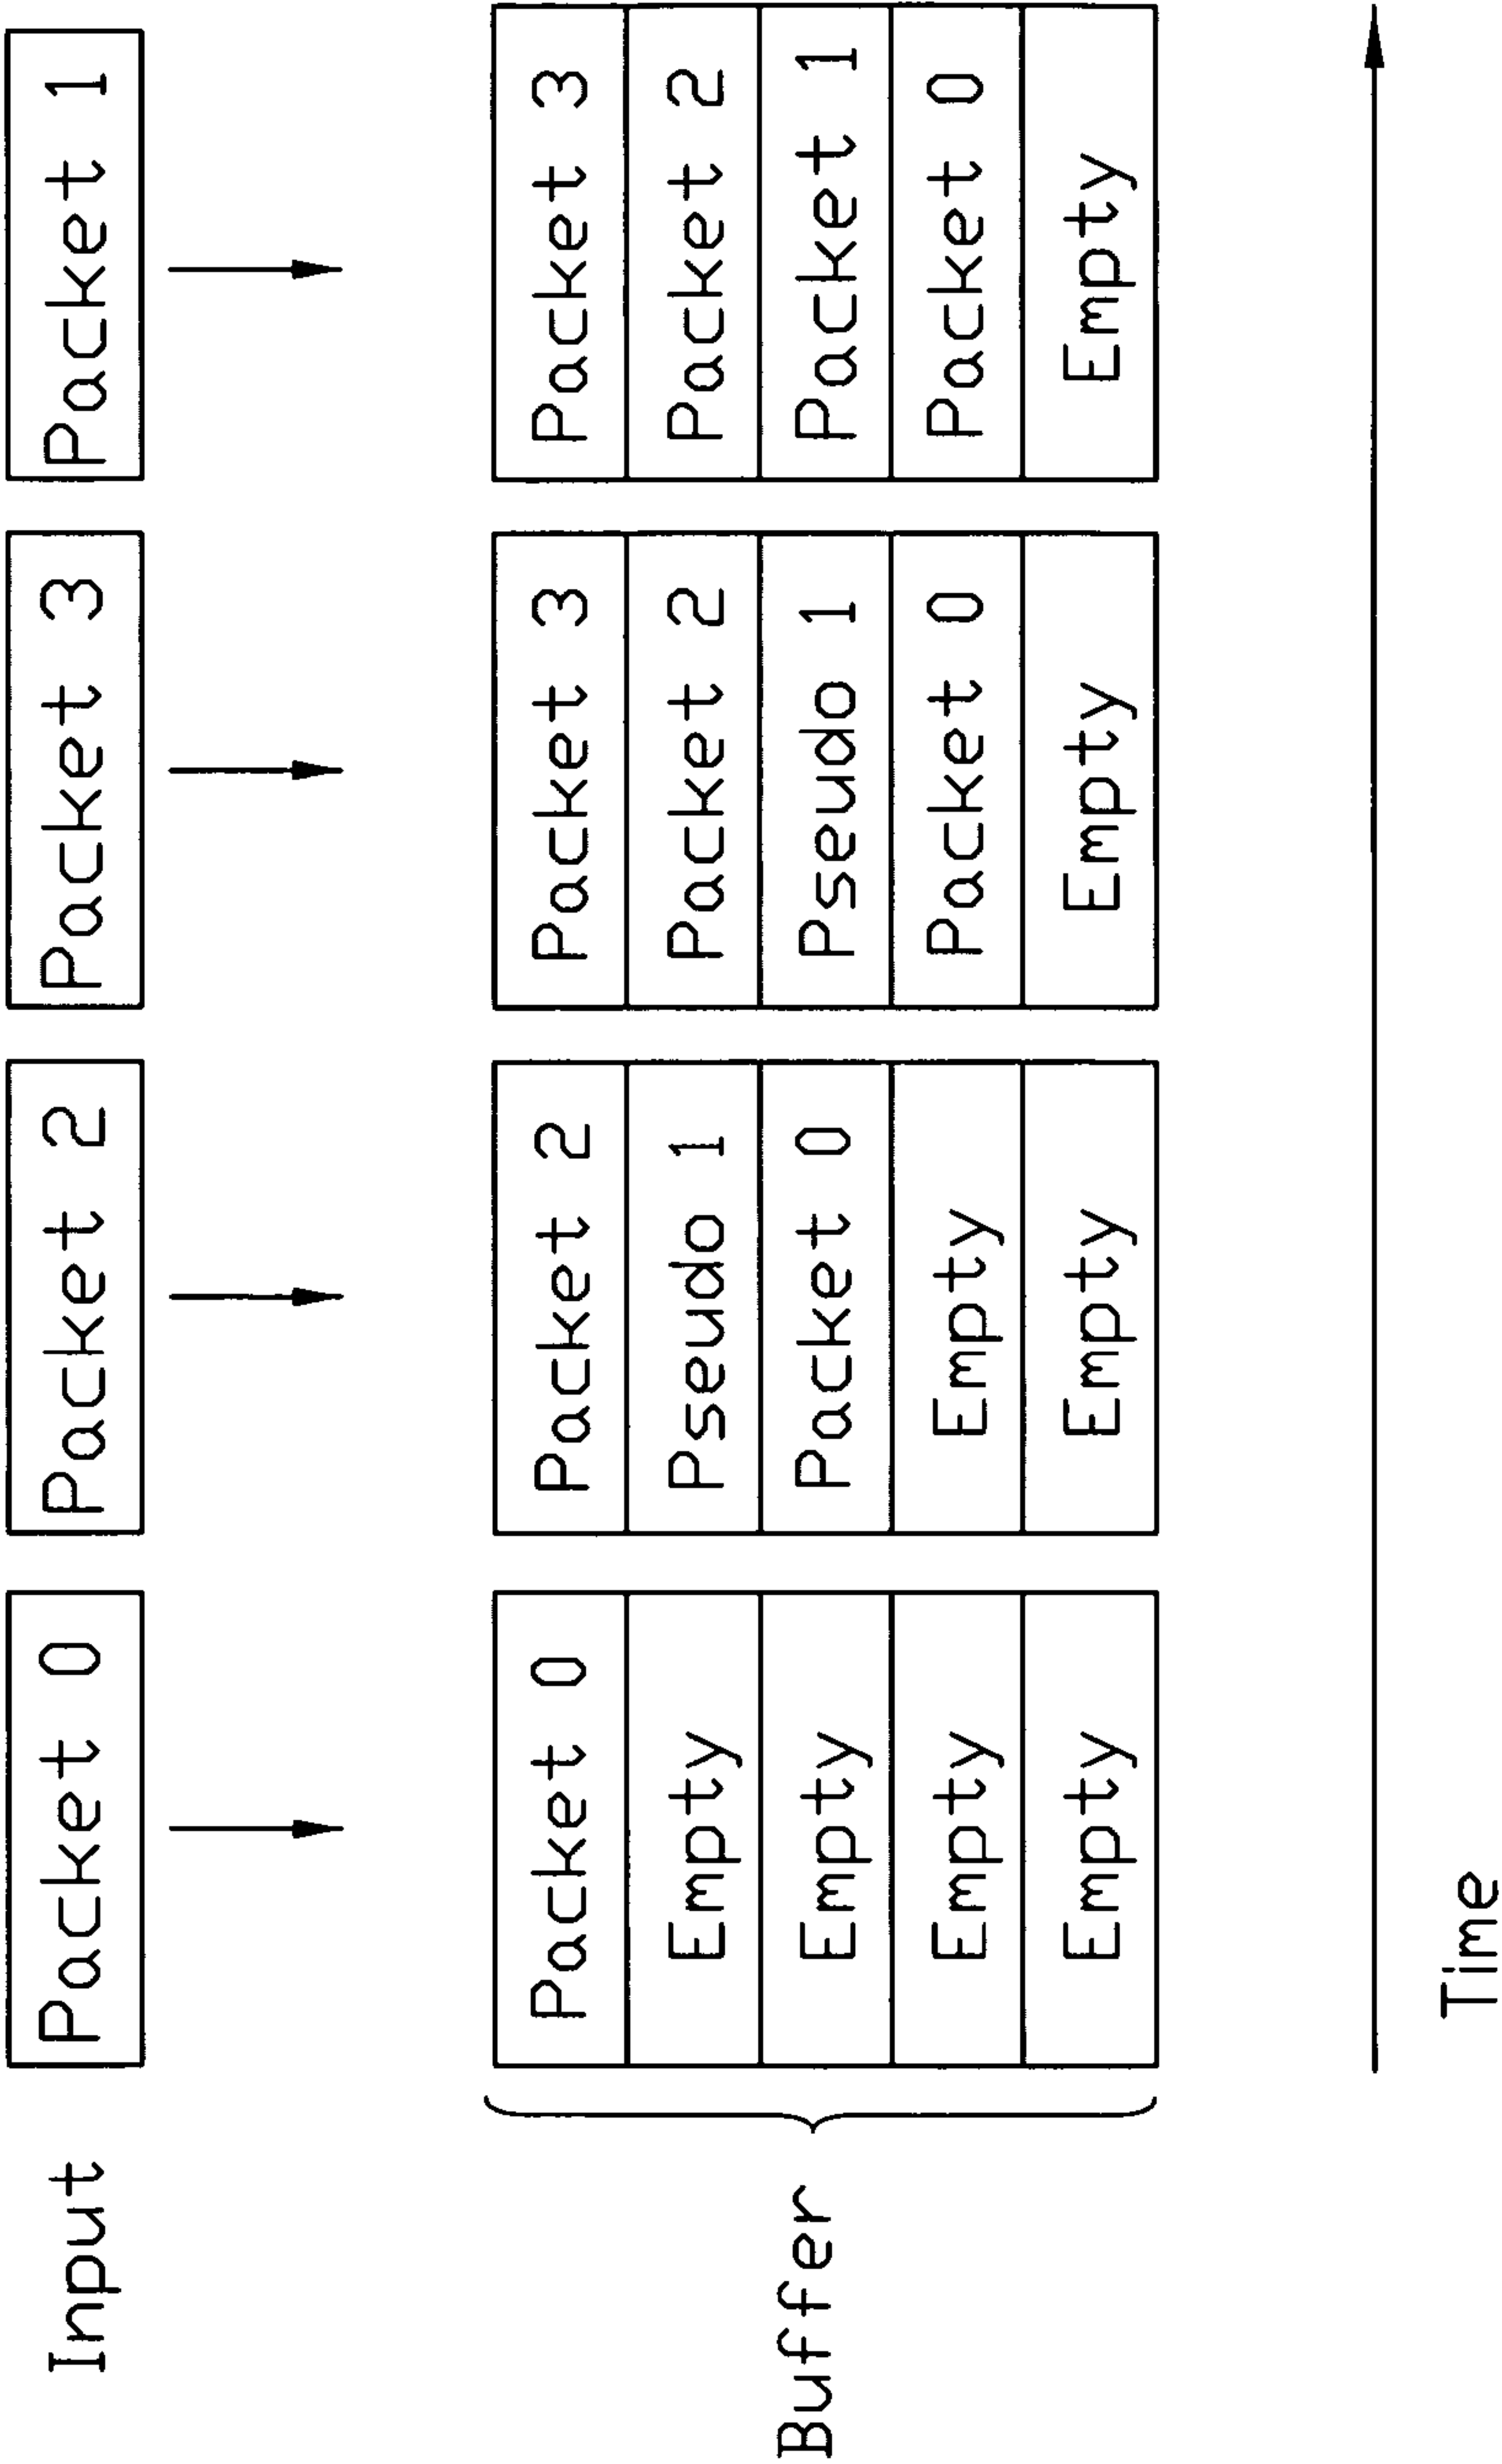 Input Packet 0 Packet 2 Packet 3 Packet 1
Packet 0 Packet 2 Packet 3 Packet 3
Empty Pseudo 1 Packet 2 Packet 2
Buffer Empty Packet 0 Pseudo 1 Packet 1
Empty Empty Packet 0 Packet 0
Empty Empty Empty Empty
Time